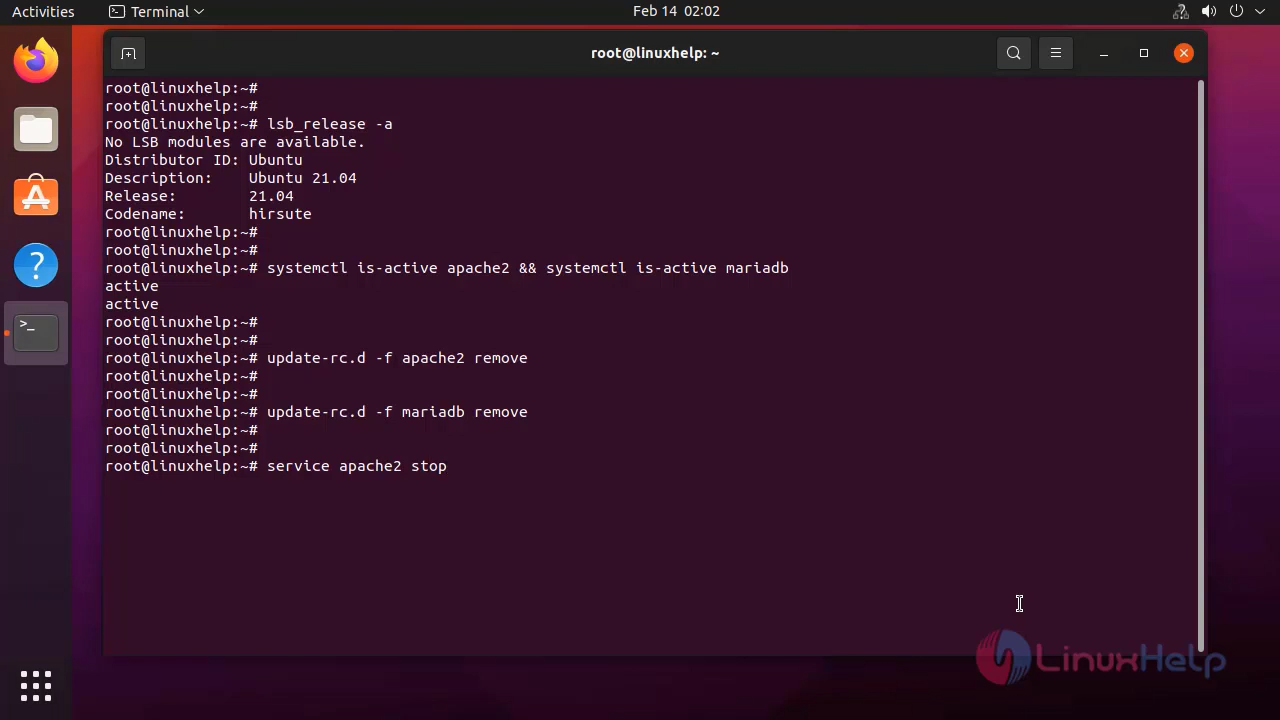 Activities
Terminal
Feb 14 02:02
root@linuxhelp: ~
root@linuxhelp:~#
root@linuxhelp:~#
root@linuxhelp:~# lsb_release -a
No LSB modules are available.
Distributor ID: Ubuntu
Description: Ubuntu 21.04
Release: 21.04
Codename: hirsute
root@linuxhelp:~#
root@linuxhelp:~#
root@linuxhelp:~# systemctl is-active apache2 && systemctl is-active mariadb
active
active
root@linuxhelp:~#
root@linuxhelp:~#
root@linuxhelp:~# update-rc.d -f apache2 remove
root@linuxhelp:~#
root@linuxhelp:~#
root@linuxhelp:~# update-rc.d -f mariadb remove
root@linuxhelp:~#
root@linuxhelp:~#
root@linuxhelp:~# service apache2 stop
LinuxHelp